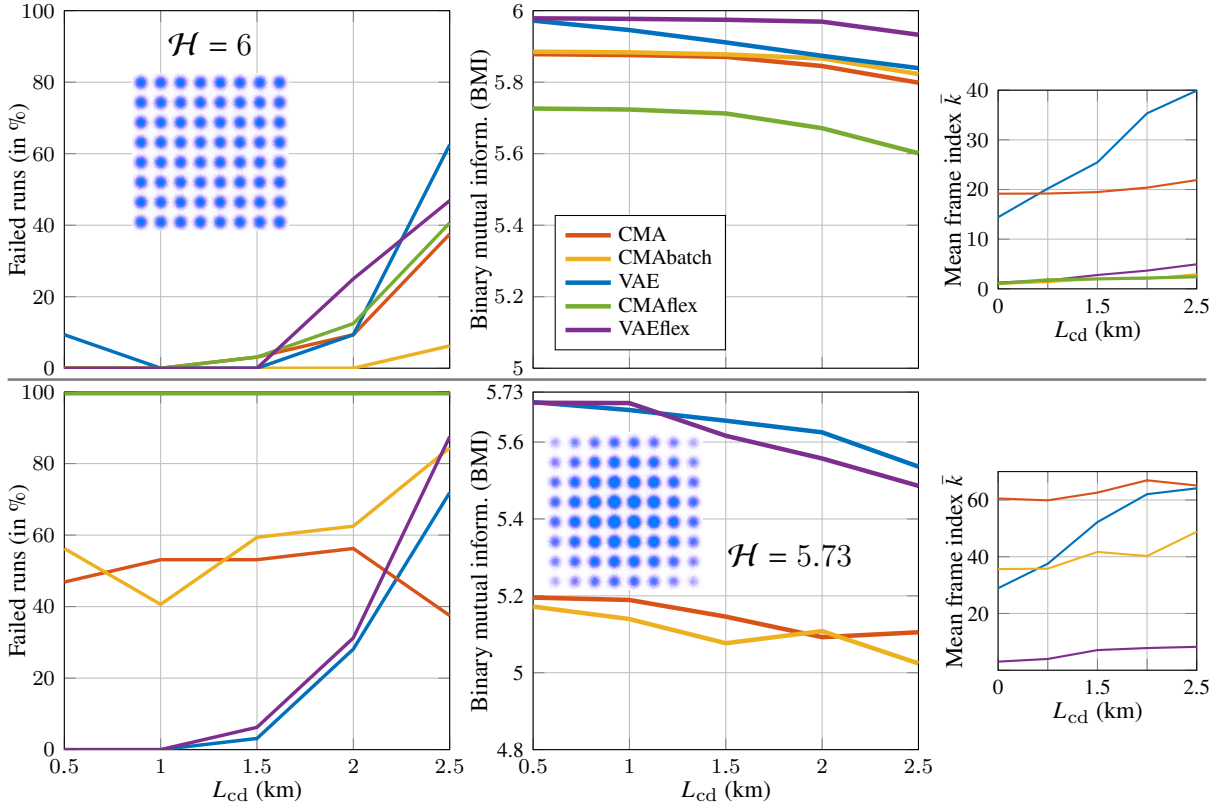 100
80
60
40
20
0
Failed runs (in %)
ℋ = 6
6
5.8
5.6
5.4
5.2
5
Binary mutual inform. (BMI)
CMA
CMAbatch
VAE
CMAflex
VAEflex
40
30
20
10
0
Mean frame index k̄
0 1.5 2.5
L_cd (km)
100
80
60
40
20
0
Failed runs (in %)
0.5 1 1.5 2 2.5
L_cd (km)
5.73
5.6
5.4
5.2
5
4.8
Binary mutual inform. (BMI)
ℋ = 5.73
0.5 1 1.5 2 2.5
L_cd (km)
60
40
20
Mean frame index k̄
0 1.5 2.5
L_cd (km)